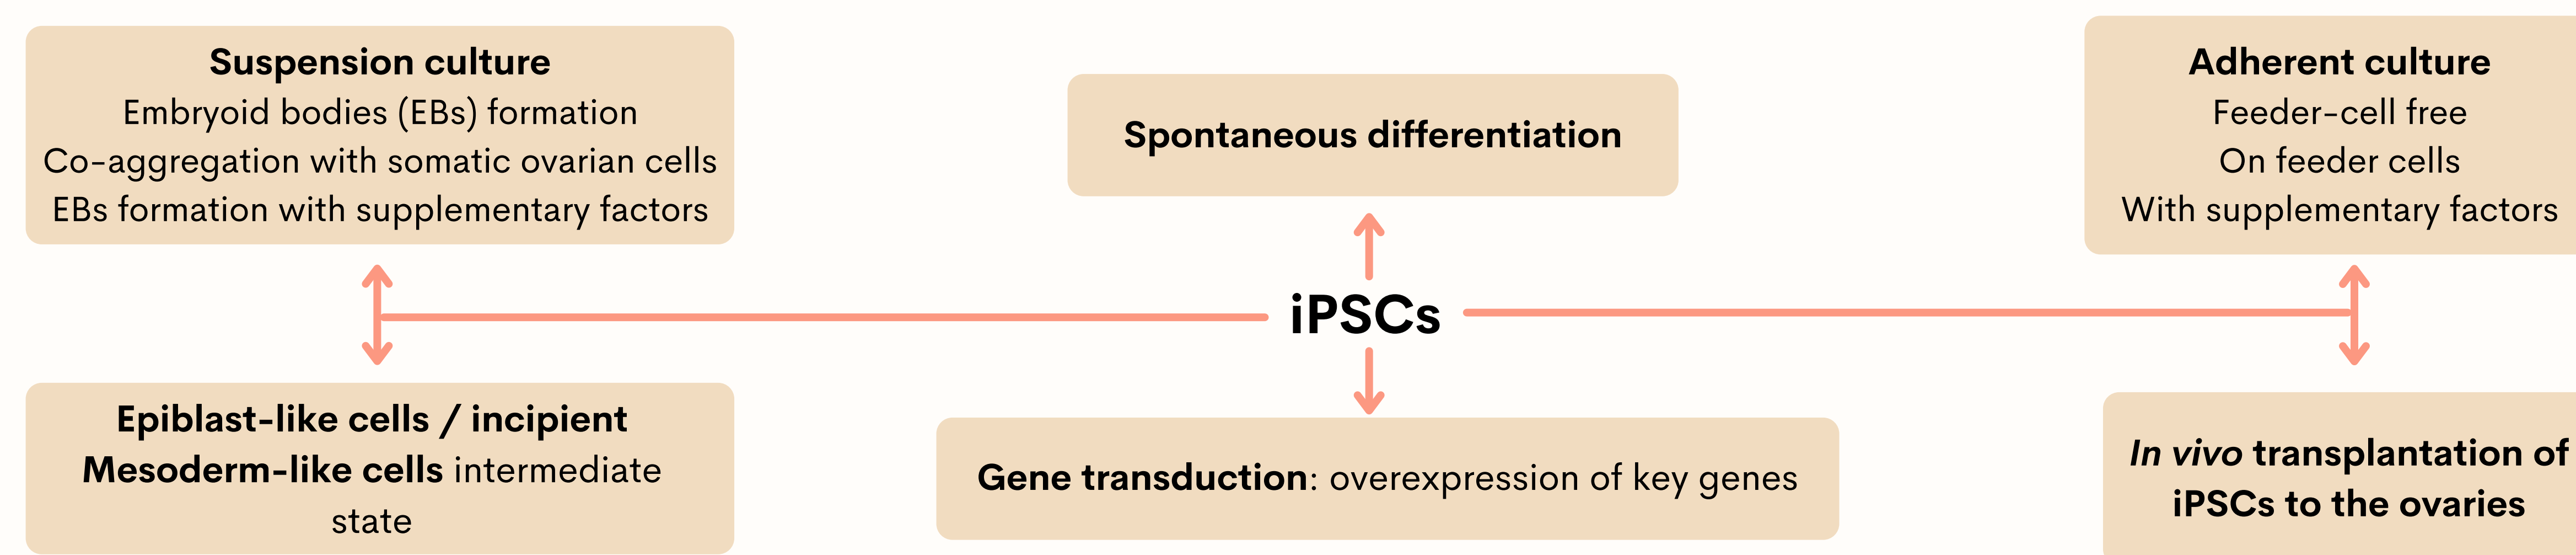 Suspension culture
Embryoid bodies (EBs) formation
Co-aggregation with somatic ovarian cells
EBs formation with supplementary factors
Spontaneous differentiation
Adherent culture
Feeder-cell free
On feeder cells
With supplementary factors
iPSCs
Epiblast-like cells / incipient
Mesoderm-like cells intermediate
state
Gene transduction: overexpression of key genes
In vivo transplantation of
iPSCs to the ovaries